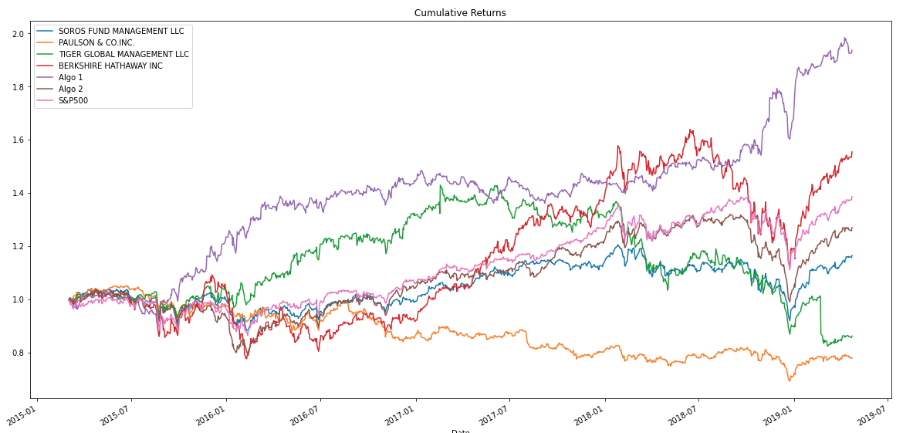 Cumulative Returns
SOROS FUND MANAGEMENT LLC
PAULSON & CO.INC.
TIGER GLOBAL MANAGEMENT LLC
BERKSHIRE HATHAWAY INC
Algo 1
Algo 2
S&P500
2.0
1.8
1.6
1.4
1.2
1.0
0.8
2015-01
2015-07
2016-01
2016-07
2017-01
2017-07
2018-01
2018-07
2019-01
2019-07
Date